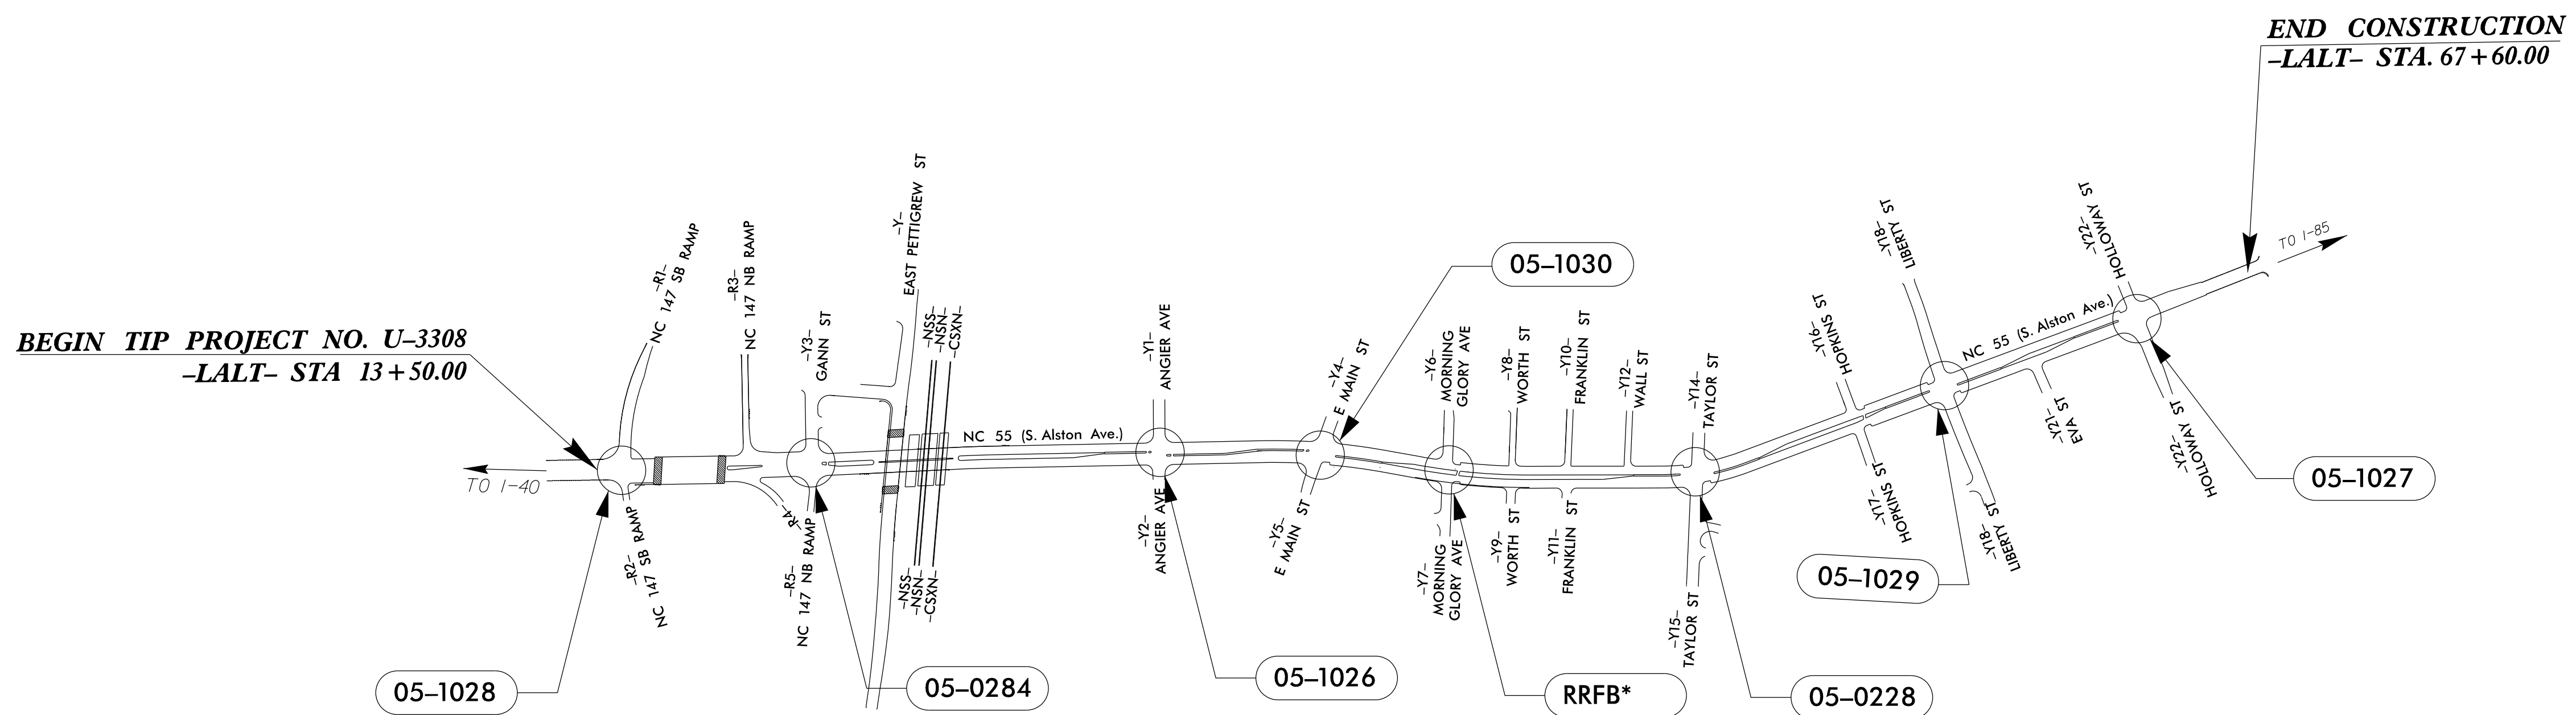 END CONSTRUCTION
–LALT– STA. 67+60.00
BEGIN TIP PROJECT NO. U–3308
–LALT– STA 13+50.00
TO I-40
TO I-85
–R1–
NC 147 SB RAMP
–R3–
NC 147 NB RAMP
–Y3–
GANN ST
–Y–
EAST PETTIGREW ST
–NSS–
–NSN–
–CSXN–
–Y1–
ANGIER AVE
–Y4–
E MAIN ST
–Y6–
MORNING
GLORY AVE
–Y8–
WORTH ST
–Y10–
FRANKLIN ST
–Y12–
WALL ST
–Y14–
TAYLOR ST
–Y16–
HOPKINS ST
–Y18–
LIBERTY ST
–Y22–
HOLLOWAY ST
NC 55 (S. Alston Ave.)
NC 55 (S. Alston Ave.)
–R2–
NC 147 SB RAMP
–R4–
–R5–
NC 147 NB RAMP
–NSS–
–NSN–
–CSXN–
–Y2–
ANGIER AVE
–Y5–
E MAIN ST
–Y7–
MORNING
GLORY AVE
–Y9–
WORTH ST
–Y11–
FRANKLIN ST
–Y15–
TAYLOR ST
–Y17–
HOPKINS ST
–Y18–
LIBERTY ST
–Y21–
EVA ST
–Y22–
HOLLOWAY ST
05–1030
05–1027
05–1029
05–1028
05–0284
05–1026
RRFB*
05–0228